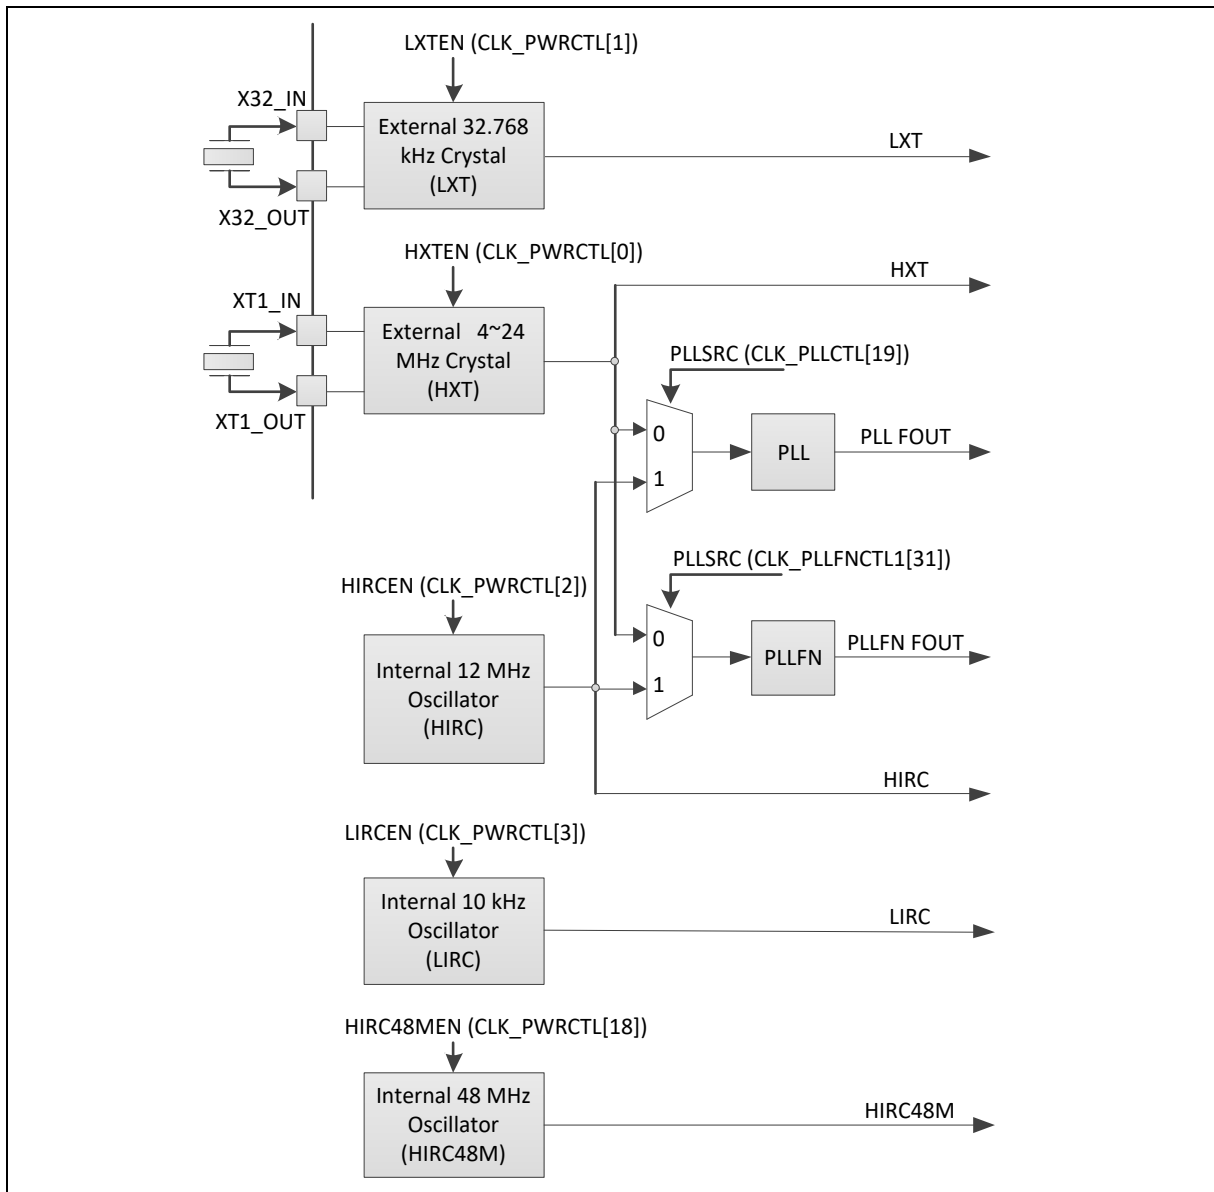 LXTEN (CLK_PWRCTL[1])
X32_IN
External 32.768
kHz Crystal
(LXT)
LXT
X32_OUT
HXTEN (CLK_PWRCTL[0])
HXT
XT1_IN
External 4~24
MHz Crystal
(HXT)
XT1_OUT
PLLSRC (CLK_PLLCTL[19])
0
1
PLL
PLL FOUT
PLLSRC (CLK_PLLFNCTL1[31])
0
1
PLLFN
PLLFN FOUT
HIRCEN (CLK_PWRCTL[2])
Internal 12 MHz
Oscillator
(HIRC)
HIRC
LIRCEN (CLK_PWRCTL[3])
Internal 10 kHz
Oscillator
(LIRC)
LIRC
HIRC48MEN (CLK_PWRCTL[18])
Internal 48 MHz
Oscillator
(HIRC48M)
HIRC48M